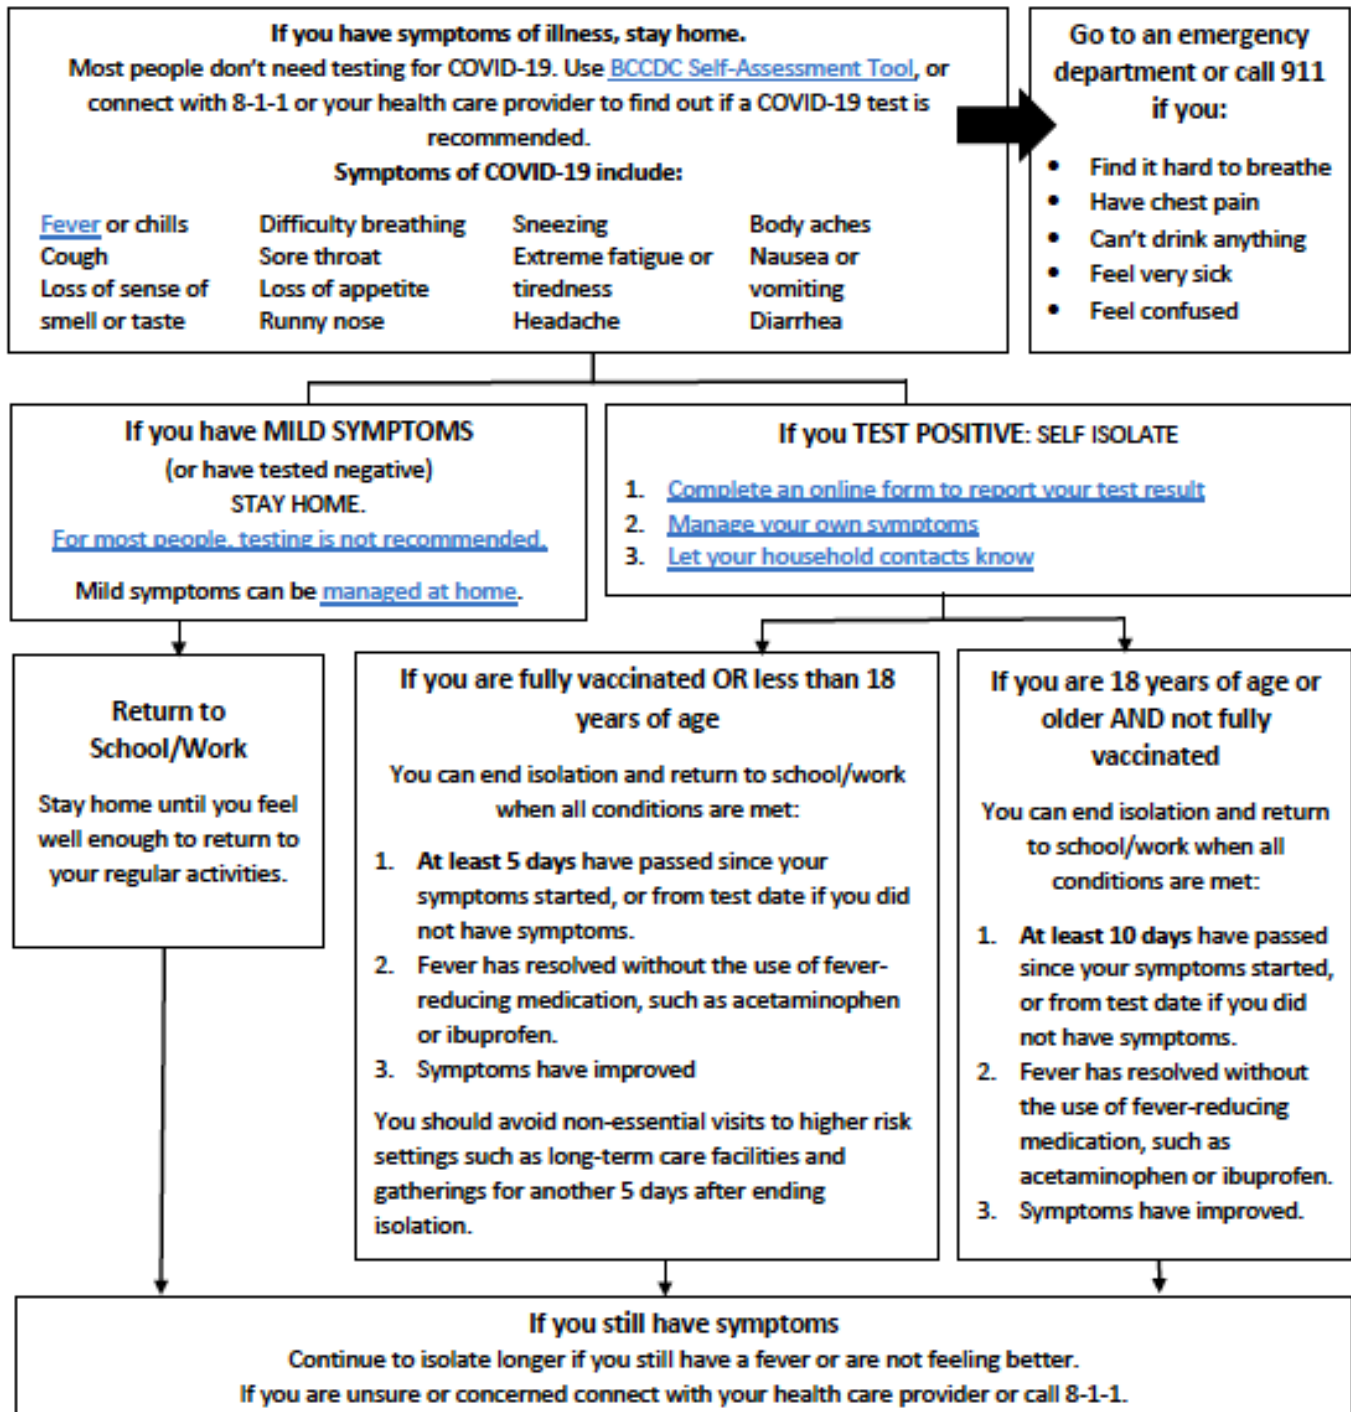 If you have symptoms of illness, stay home.
Most people don't need testing for COVID-19. Use BCCDC Self-Assessment Tool, or
connect with 8-1-1 or your health care provider to find out if a COVID-19 test is
recommended.
Symptoms of COVID-19 include:
Fever or chills
Cough
Loss of sense of
smell or taste
Difficulty breathing
Sore throat
Loss of appetite
Runny nose
Sneezing
Extreme fatigue or
tiredness
Headache
Body aches
Nausea or
vomiting
Diarrhea
Go to an emergency
department or call 911
if you:
• Find it hard to breathe
• Have chest pain
• Can't drink anything
• Feel very sick
• Feel confused
If you have MILD SYMPTOMS
(or have tested negative)
STAY HOME.
For most people, testing is not recommended.
Mild symptoms can be managed at home.
If you TEST POSITIVE: SELF ISOLATE
1. Complete an online form to report your test result
2. Manage your own symptoms
3. Let your household contacts know
Return to
School/Work
Stay home until you feel
well enough to return to
your regular activities.
If you are fully vaccinated OR less than 18
years of age
You can end isolation and return to school/work
when all conditions are met:
1. At least 5 days have passed since your
symptoms started, or from test date if you did
not have symptoms.
2. Fever has resolved without the use of fever-
reducing medication, such as acetaminophen
or ibuprofen.
3. Symptoms have improved
You should avoid non-essential visits to higher risk
settings such as long-term care facilities and
gatherings for another 5 days after ending
isolation.
If you are 18 years of age or
older AND not fully
vaccinated
You can end isolation and return
to school/work when all
conditions are met:
1. At least 10 days have passed
since your symptoms started,
or from test date if you did
not have symptoms.
2. Fever has resolved without
the use of fever-reducing
medication, such as
acetaminophen or ibuprofen.
3. Symptoms have improved.
If you still have symptoms
Continue to isolate longer if you still have a fever or are not feeling better.
If you are unsure or concerned connect with your health care provider or call 8-1-1.